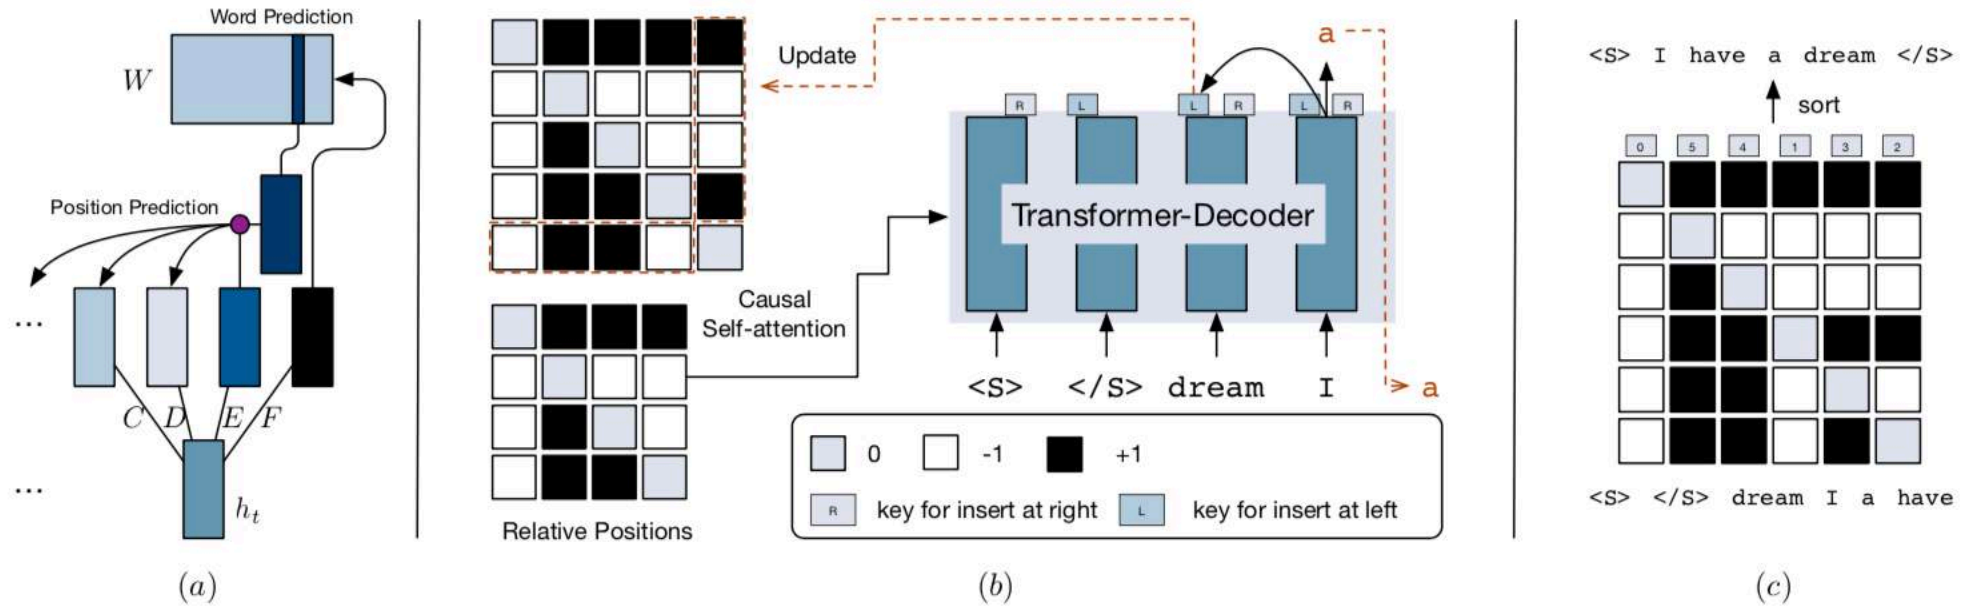 Word Prediction
W
Position Prediction
...
C D E F
...
h_t
(a)
Update
Causal
Self-attention
Relative Positions
a
R L L R L R
Transformer-Decoder
<S> </S> dream I a
0 -1 +1
R key for insert at right L key for insert at left
(b)
<S> I have a dream </S>
sort
0 5 4 1 3 2
<S> </S> dream I a have
(c)